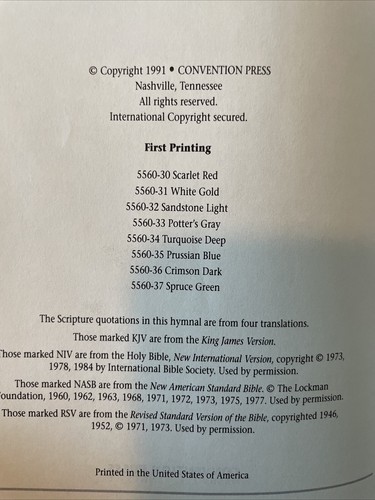 © Copyright 1991 • CONVENTION PRESS
Nashville, Tennessee
All rights reserved.
International Copyright secured.
First Printing
5560-30 Scarlet Red
5560-31 White Gold
5560-32 Sandstone Light
5560-33 Potter's Gray
5560-34 Turquoise Deep
5560-35 Prussian Blue
5560-36 Crimson Dark
5560-37 Spruce Green
The Scripture quotations in this hymnal are from four translations.
Those marked KJV are from the King James Version.
Those marked NIV are from the Holy Bible, New International Version, copyright © 1973,
1978, 1984 by International Bible Society. Used by permission.
Those marked NASB are from the New American Standard Bible. © The Lockman
oundation, 1960, 1962, 1963, 1968, 1971, 1972, 1973, 1975, 1977. Used by permission.
Those marked RSV are from the Revised Standard Version of the Bible, copyrighted 1946,
1952, © 1971, 1973. Used by permission.
Printed in the United States of America